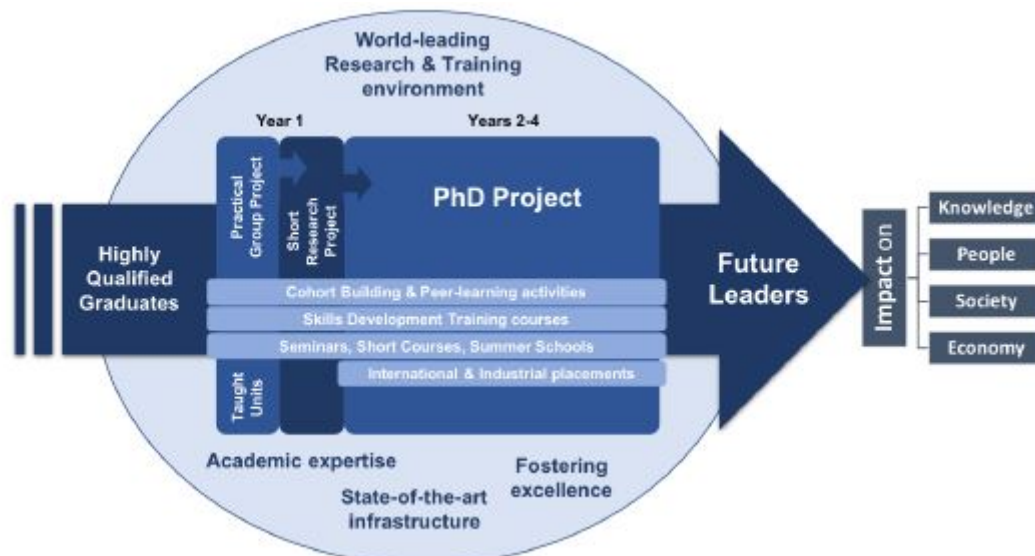 World-leading
Research & Training
environment
Year 1
Years 2-4
Practical
Group Project
Short
Research
Project
PhD Project
Highly
Qualified
Graduates
Future
Leaders
Cohort Building & Peer-learning activities
Skills Development Training courses
Seminars, Short Courses, Summer Schools
International & Industrial placements
Taught
Units
Academic expertise
State-of-the-art
infrastructure
Fostering
excellence
Impact on
Knowledge
People
Society
Economy